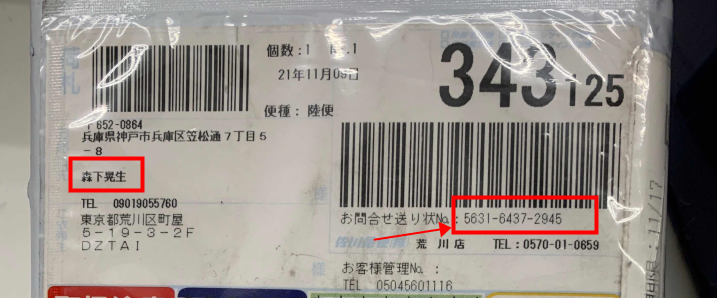 個数:1
21年11月05日
便種：陸便
343125
〒652-0864
兵庫県神戸市兵庫区笠松通７丁目５
－８
森下晃生
TEL 09019055760
東京都荒川区町屋
５－１９－３－２Ｆ
ＤＺＴＡＩ
お問合せ送り状No.：5631-6437-2945
荒川店 TEL：0570-01-0659
お客様管理No.：
TEL 05045601116
11/17